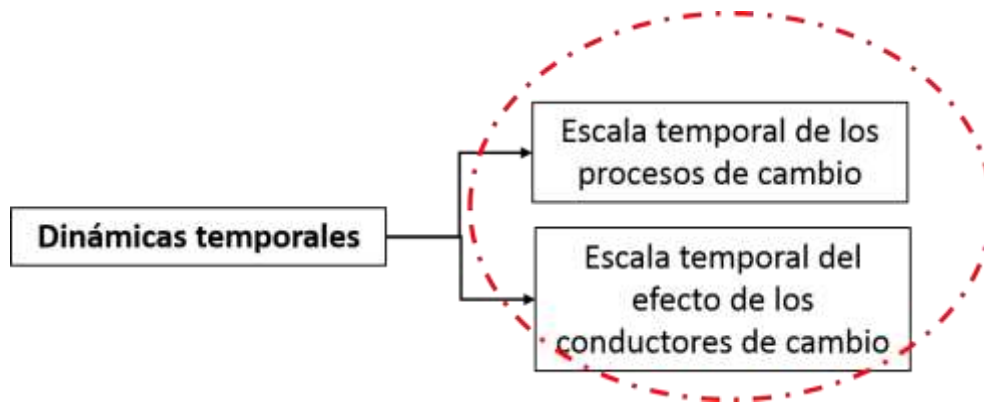 Escala temporal de los
procesos de cambio
Dinámicas temporales
Escala temporal del
efecto de los
conductores de cambio